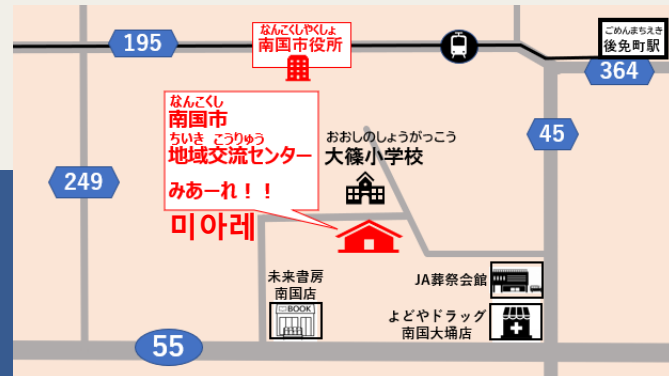 ごめんまちえき
後免町駅
なんこくしやくしょ
南国市役所
195
364
なんこくし
南国市
ちいき こうりゅう
地域交流センター
みあーれ！！
미아레
おおしのしょうがっこう
大篠小学校
45
249
未来書房
南国店
BOOK
JA葬祭会館
よどやドラッグ
南国大埇店
55